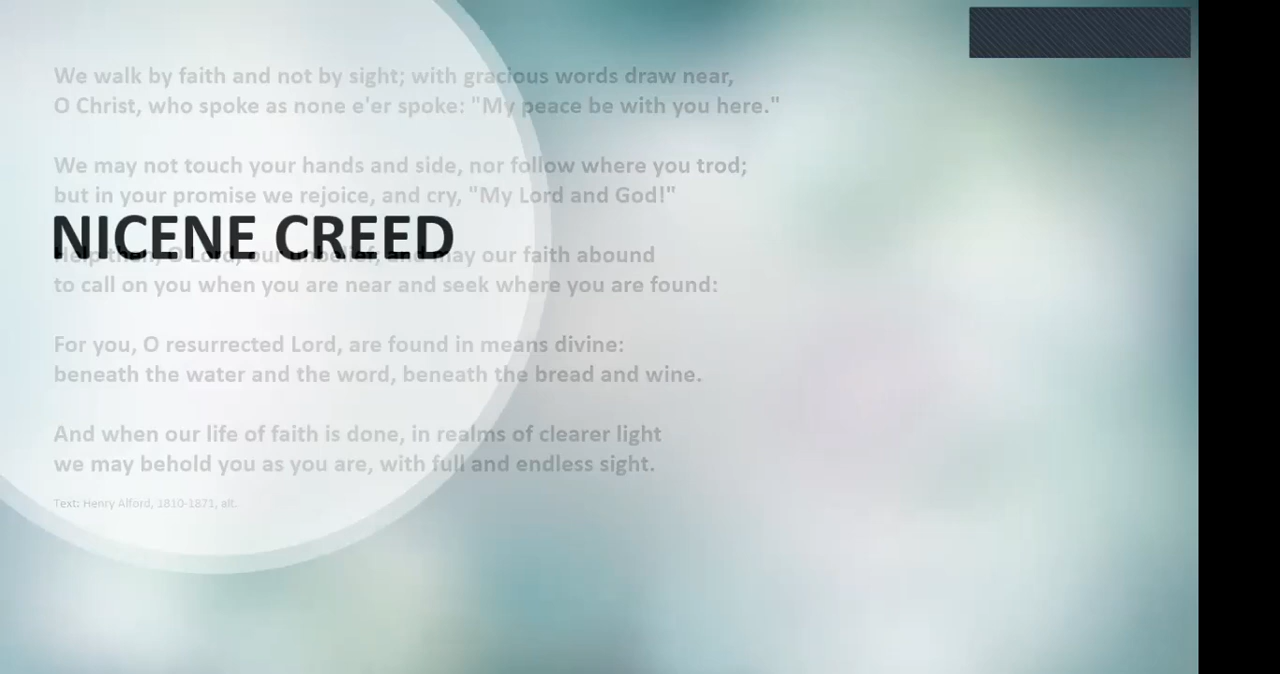 We walk by faith and not by sight; with gracious words draw near,
O Christ, who spoke as none e'er spoke: "My peace be with you here."
We may not touch your hands and side, nor follow where you trod;
but in your promise we rejoice, and cry, "My Lord and God!"
NICENE CREED
Help then, O Lord, our unbelief; and may our faith abound
to call on you when you are near and seek where you are found:
For you, O resurrected Lord, are found in means divine:
beneath the water and the word, beneath the bread and wine.
And when our life of faith is done, in realms of clearer light
we may behold you as you are, with full and endless sight.
Text: Henry Alford, 1810-1871, alt.